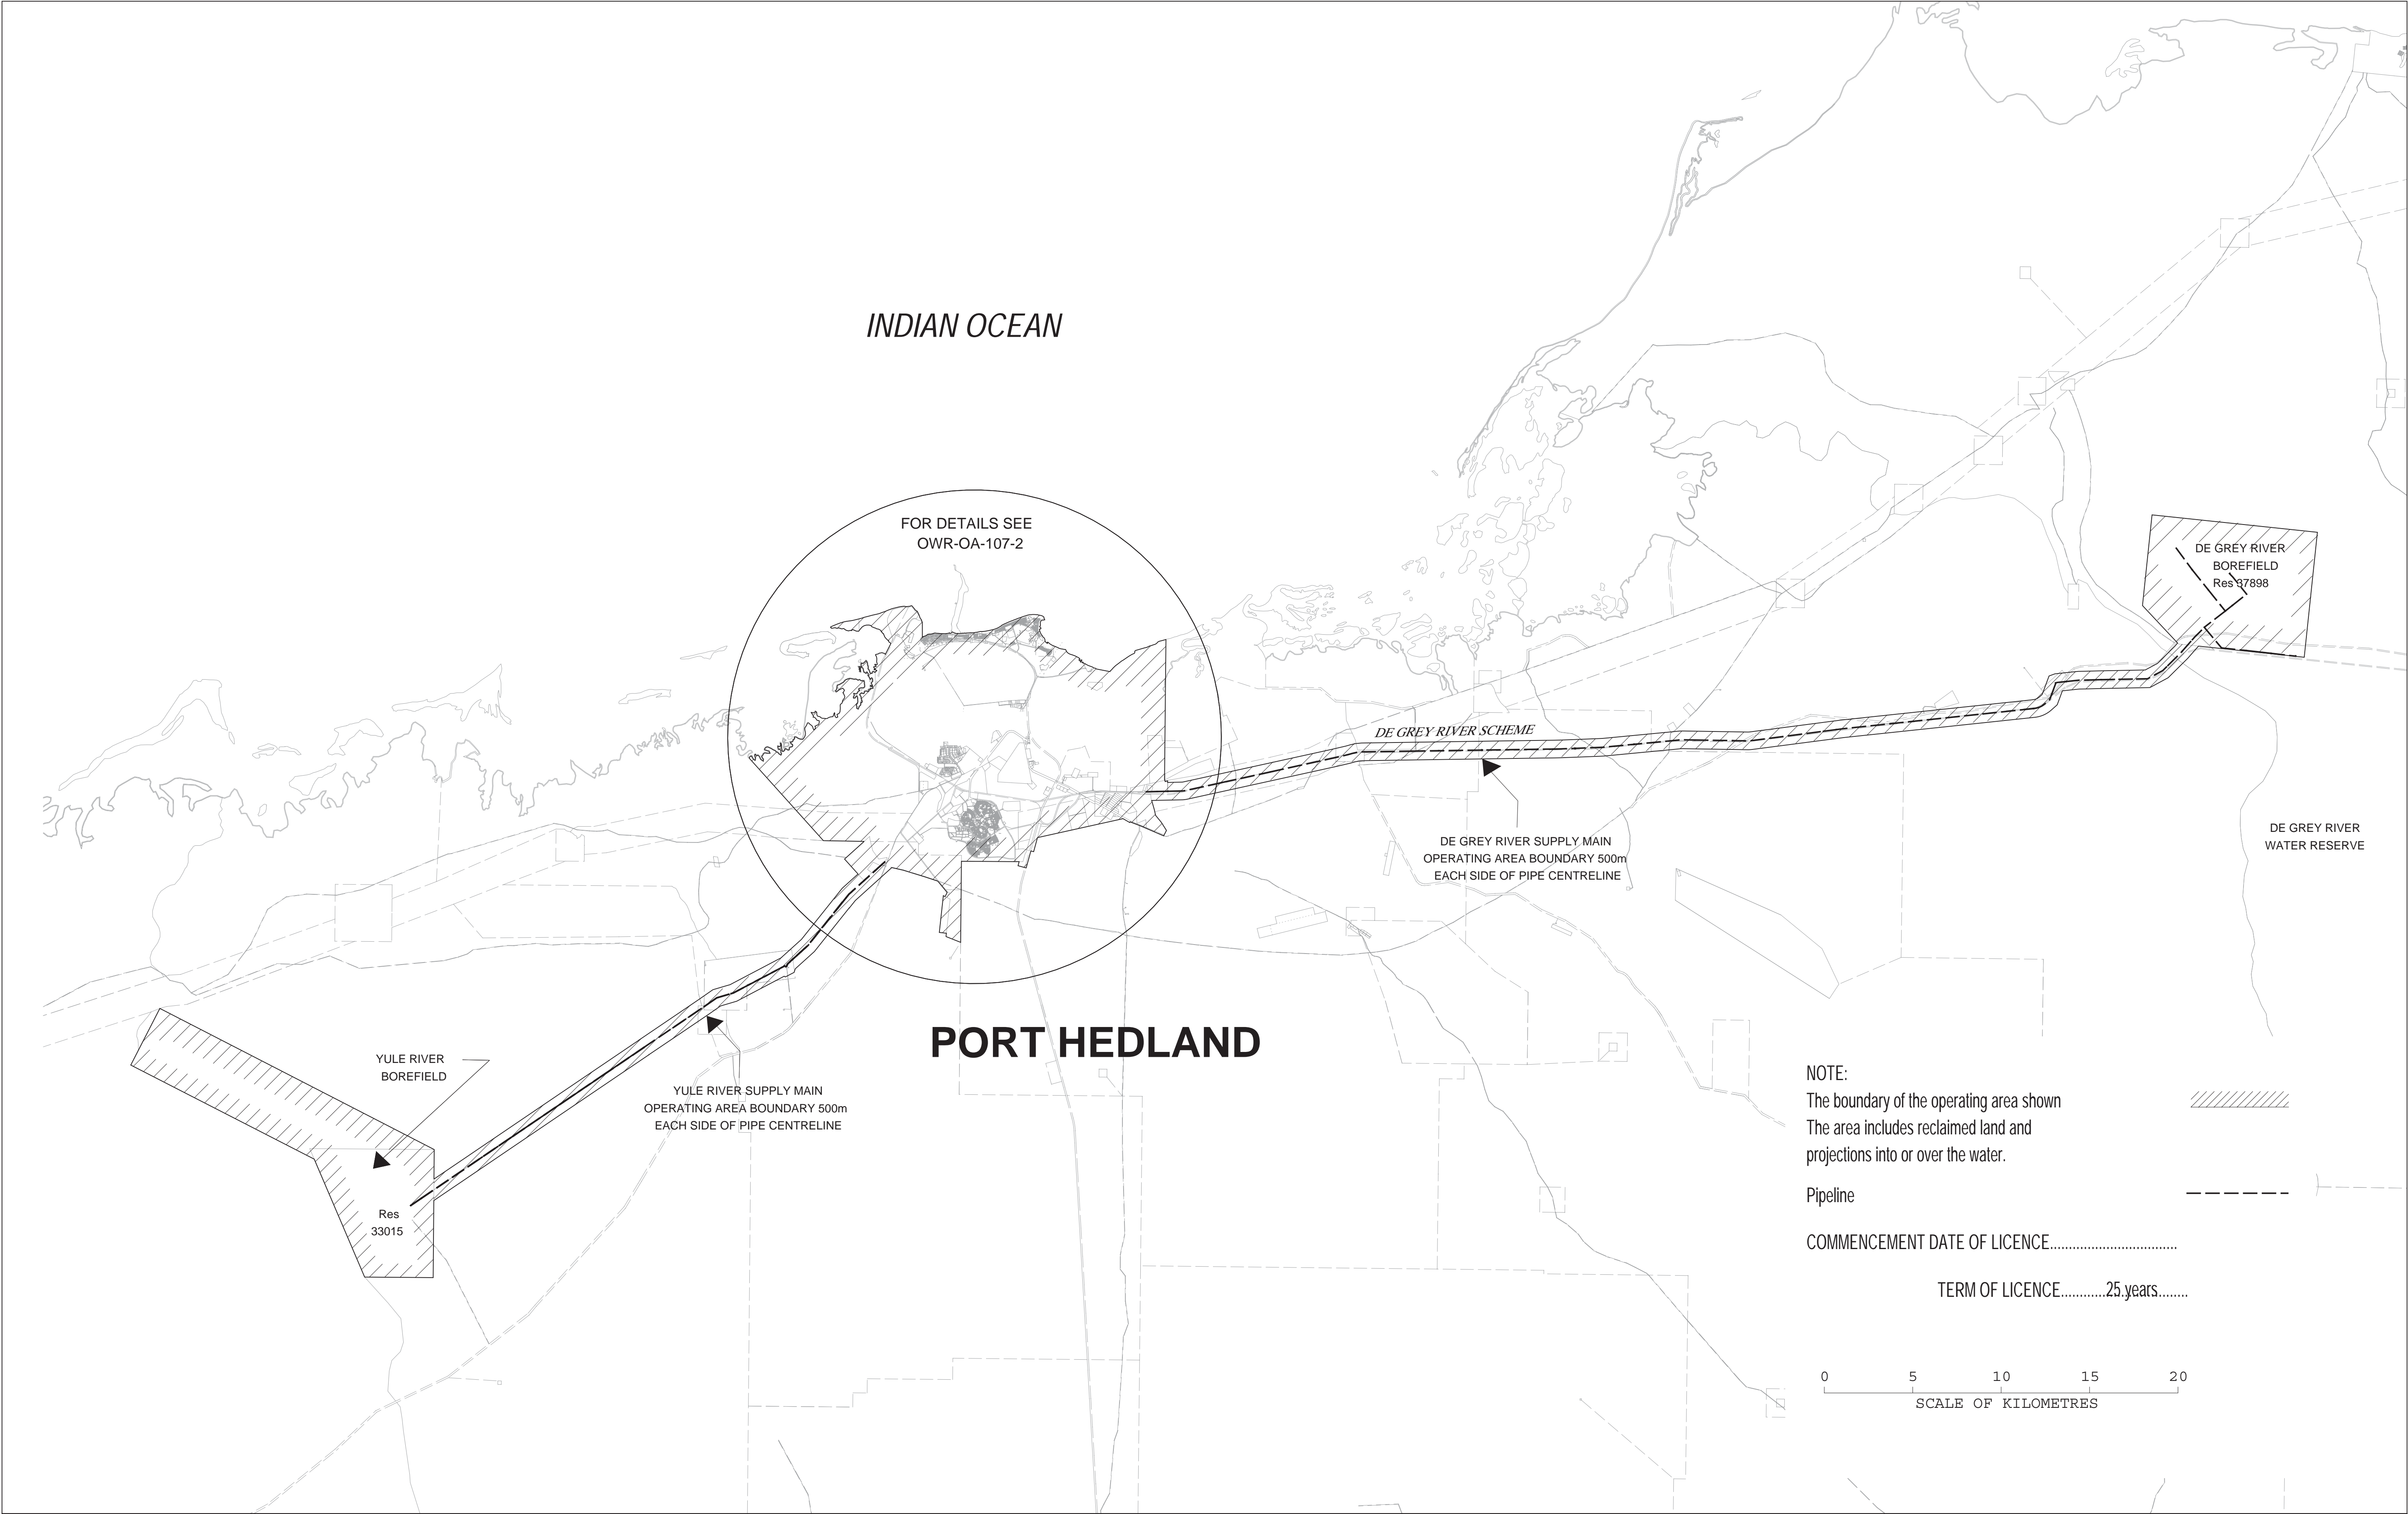 INDIAN OCEAN
FOR DETAILS SEE
OWR-OA-107-2
DE GREY RIVER
BOREFIELD
Res 37898
DE GREY RIVER SCHEME
DE GREY RIVER SUPPLY MAIN
OPERATING AREA BOUNDARY 500m
EACH SIDE OF PIPE CENTRELINE
DE GREY RIVER
WATER RESERVE
PORT HEDLAND
YULE RIVER
BOREFIELD
YULE RIVER SUPPLY MAIN
OPERATING AREA BOUNDARY 500m
EACH SIDE OF PIPE CENTRELINE
Res
33015
NOTE:
The boundary of the operating area shown
The area includes reclaimed land and
projections into or over the water.
Pipeline
COMMENCEMENT DATE OF LICENCE..................................
TERM OF LICENCE............25 years........
0 5 10 15 20
SCALE OF KILOMETRES